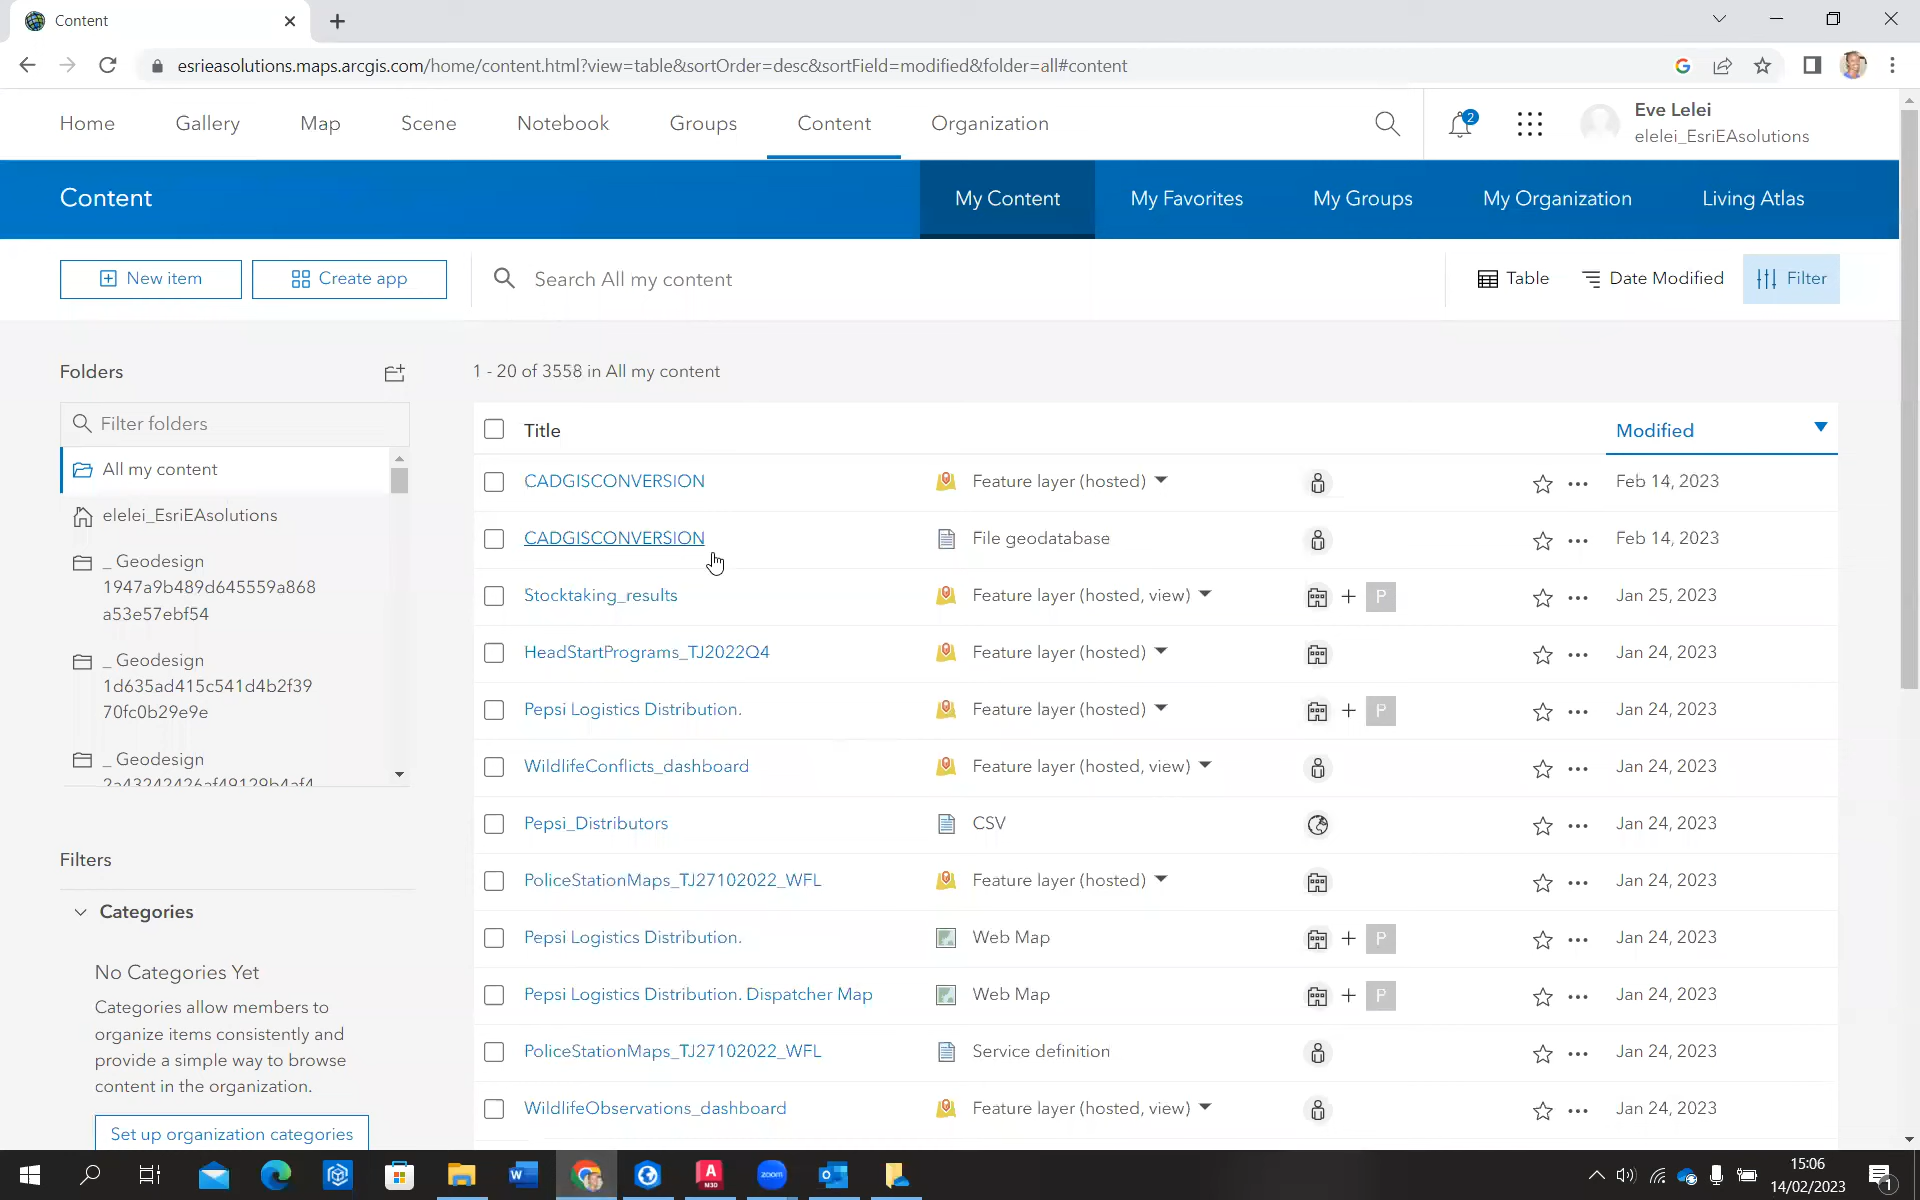 Content
esrieasolutions.maps.arcgis.com/home/content.html?view=table&sortOrder=desc&sortField=modified&folder=all#content
Home Gallery Map Scene Notebook Groups Content Organization
2
Eve Lelei
elelei_EsriEAsolutions
Content
My Content My Favorites My Groups My Organization Living Atlas
New item Create app Search All my content Table Date Modified Filter
Folders
1 - 20 of 3558 in All my content
Filter folders
All my content
elelei_EsriEAsolutions
_ Geodesign
1947a9b489d645559a868
a53e57ebf54
_ Geodesign
1d635ad415c541d4b2f39
70fc0b29e9e
_ Geodesign
2a43242426af49129b4af4
Filters
Categories
No Categories Yet
Categories allow members to
organize items consistently and
provide a simple way to browse
content in the organization.
Set up organization categories
Title Modified
CADGISCONVERSION Feature layer (hosted) Feb 14, 2023
CADGISCONVERSION File geodatabase Feb 14, 2023
Stocktaking_results Feature layer (hosted, view) + P Jan 25, 2023
HeadStartPrograms_TJ2022Q4 Feature layer (hosted) Jan 24, 2023
Pepsi Logistics Distribution. Feature layer (hosted) + P Jan 24, 2023
WildlifeConflicts_dashboard Feature layer (hosted, view) Jan 24, 2023
Pepsi_Distributors CSV Jan 24, 2023
PoliceStationMaps_TJ27102022_WFL Feature layer (hosted) Jan 24, 2023
Pepsi Logistics Distribution. Web Map + P Jan 24, 2023
Pepsi Logistics Distribution. Dispatcher Map Web Map + P Jan 24, 2023
PoliceStationMaps_TJ27102022_WFL Service definition Jan 24, 2023
WildlifeObservations_dashboard Feature layer (hosted, view) Jan 24, 2023
zoom
15:06
14/02/2023
1